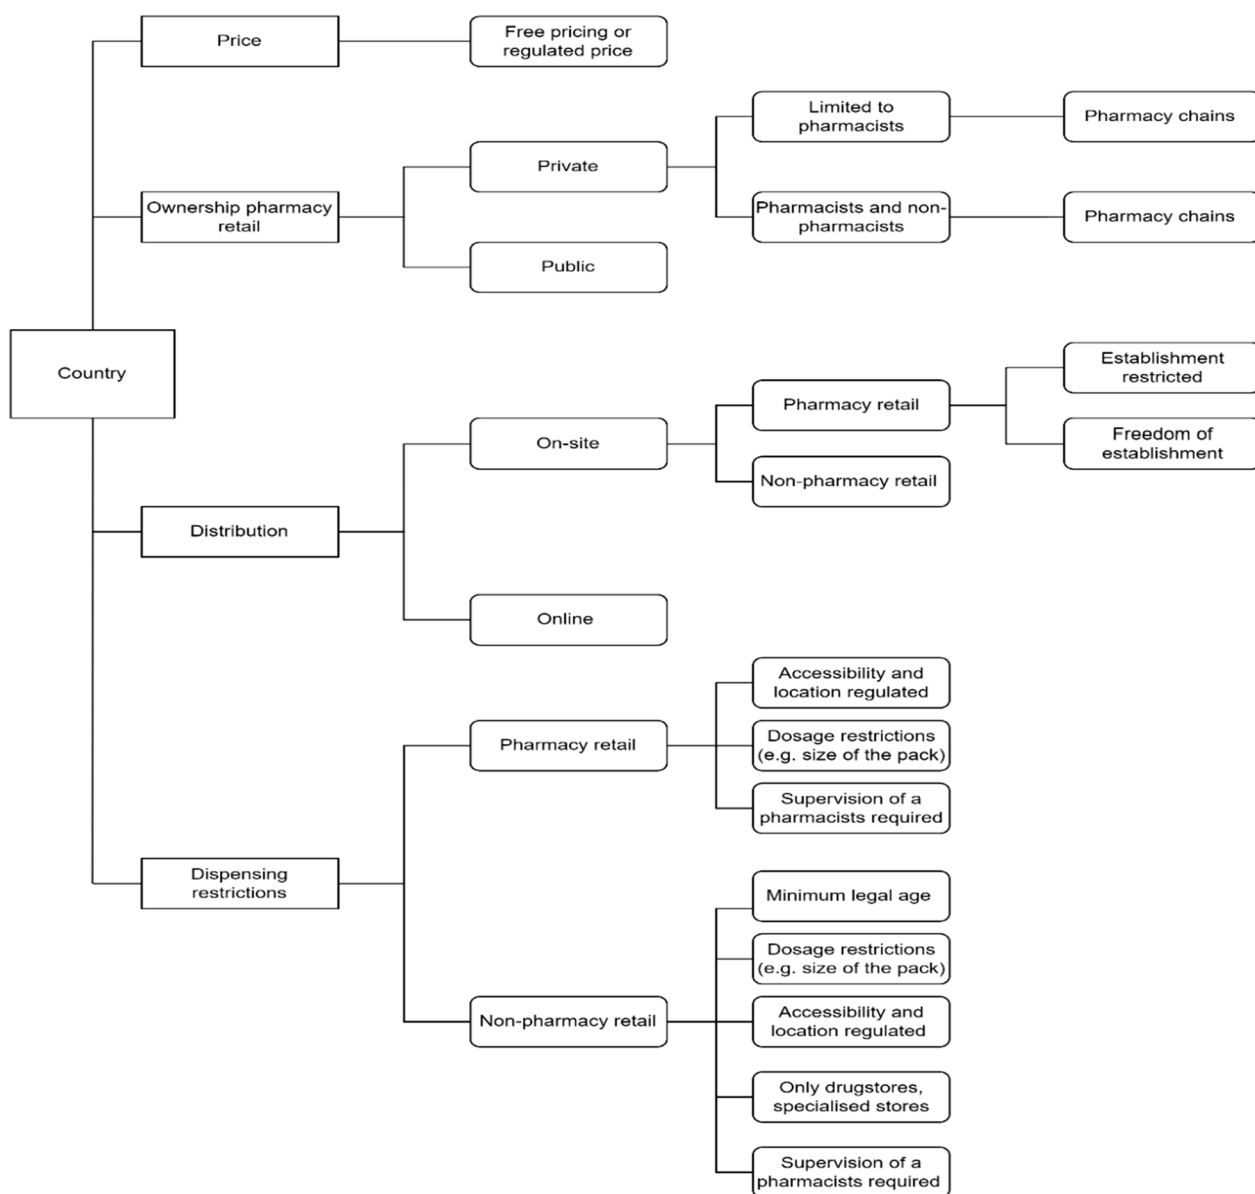 Price
Free pricing or
regulated price
Limited to
pharmacists
Pharmacy chains
Private
Ownership pharmacy
retail
Pharmacists and non-
pharmacists
Pharmacy chains
Public
Country
Establishment
restricted
Pharmacy retail
On-site
Freedom of
establishment
Non-pharmacy retail
Distribution
Online
Accessibility and
location regulated
Pharmacy retail
Dosage restrictions
(e.g. size of the pack)
Supervision of a
pharmacists required
Dispensing
restrictions
Minimum legal age
Dosage restrictions
(e.g. size of the pack)
Non-pharmacy retail
Accessibility and
location regulated
Only drugstores,
specialised stores
Supervision of a
pharmacists required